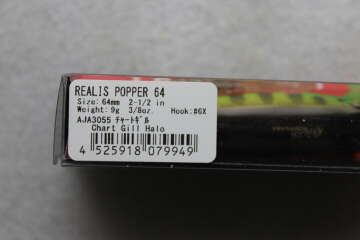 REALIS POPPER 64
Size:64mm 2-1/2 in
Weight:9g 3/8oz Hook:#6X
AJA3055 チャートギル
Chart Gill Halo
4 525918 079949